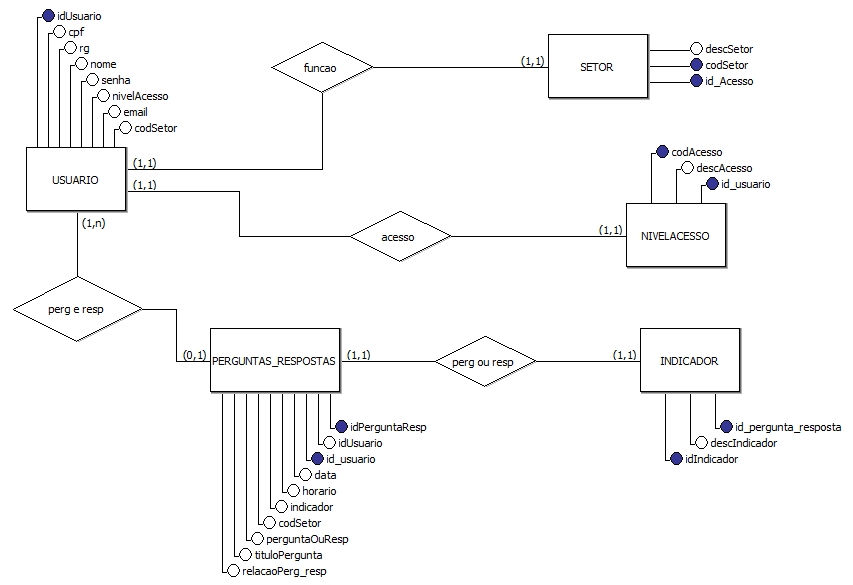 idUsuario
cpf
rg
nome
senha
nivelAcesso
email
codSetor
USUARIO
(1,1)
(1,1)
(1,n)
funcao
(1,1)
SETOR
descSetor
codSetor
id_Acesso
codAcesso
descAcesso
id_usuario
acesso
(1,1)
NIVELACESSO
perg e resp
(0,1)
PERGUNTAS_RESPOSTAS
(1,1)
perg ou resp
(1,1)
INDICADOR
idPerguntaResp
idUsuario
id_usuario
data
horario
indicador
codSetor
perguntaOuResp
tituloPergunta
relacaoPerg_resp
id_pergunta_resposta
descIndicador
idIndicador